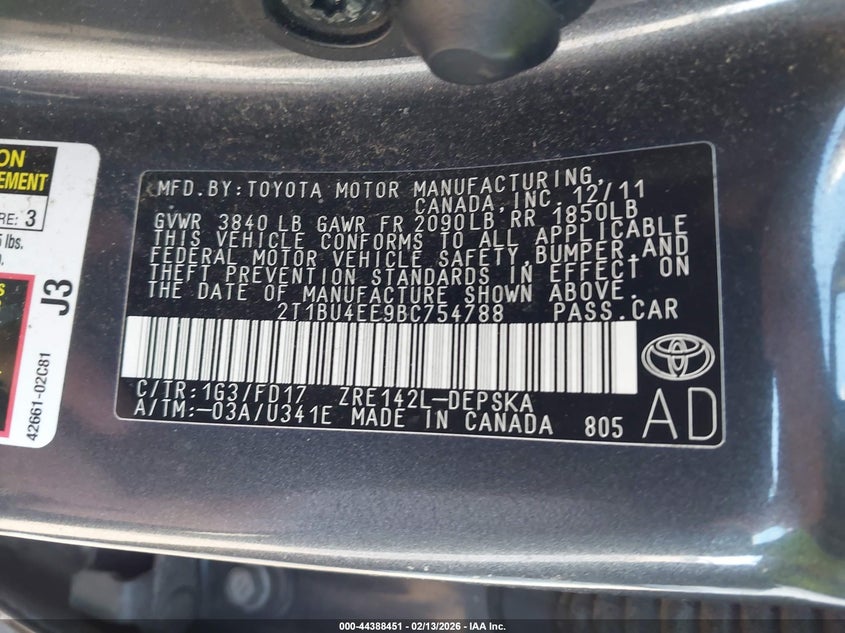 ON
EMENT
RE: 3
lbs.
J3
42661-02C81
MFD.BY:TOYOTA MOTOR MANUFACTURING,
CANADA,INC. 12/11
GVWR 3840 LB GAWR FR 2090LB,RR 1850LB
THIS VEHICLE CONFORMS TO ALL APPLICABLE
FEDERAL MOTOR VEHICLE SAFETY,BUMPER,AND
THEFT PREVENTION STANDARDS IN EFFECT ON
THE DATE OF MANUFACTURE SHOWN ABOVE.
2T1BU4EE9BC754788 PASS.CAR
C/TR:1G3/FD17 ZRE142L-DEPSKA
A/TM:-03A/U341E MADE IN CANADA 805
AD
000-44388451 - 02/13/2026 - IAA Inc.